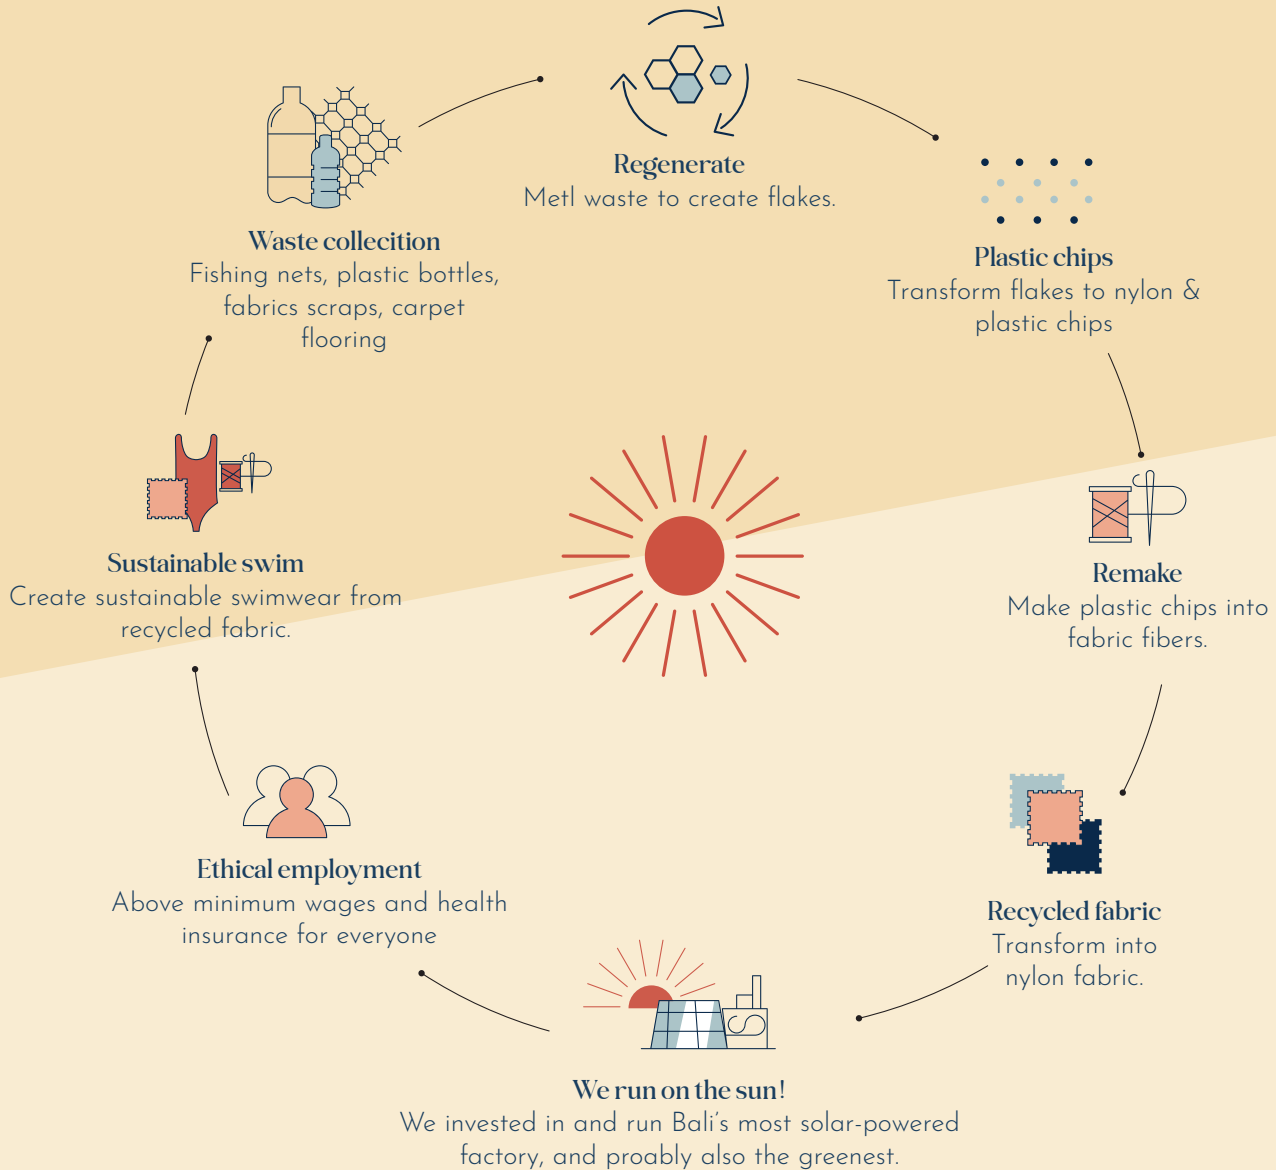 Regenerate
Metl waste to create flakes.
Plastic chips
Transform flakes to nylon &
plastic chips
Remake
Make plastic chips into
fabric fibers.
Recycled fabric
Transform into
nylon fabric.
We run on the sun!
We invested in and run Bali's most solar-powered
factory, and proably also the greenest.
Ethical employment
Above minimum wages and health
insurance for everyone
Sustainable swim
Create sustainable swimwear from
recycled fabric.
Waste collecition
Fishing nets, plastic bottles,
fabrics scraps, carpet
flooring